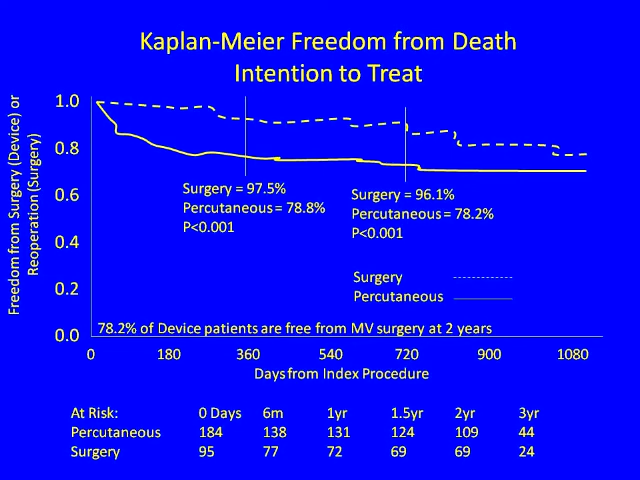 Kaplan-Meier Freedom from Death
Intention to Treat
Freedom from Surgery (Device) or
Reoperation (Surgery)
1.0
0.8
0.6
0.4
0.2
0.0
Surgery = 97.5%
Percutaneous = 78.8%
P<0.001
Surgery = 96.1%
Percutaneous = 78.2%
P<0.001
Surgery
Percutaneous
78.2% of Device patients are free from MV surgery at 2 years
0 180 360 540 720 900 1080
Days from Index Procedure
At Risk: 0 Days 6m 1yr 1.5yr 2yr 3yr
Percutaneous 184 138 131 124 109 44
Surgery 95 77 72 69 69 24